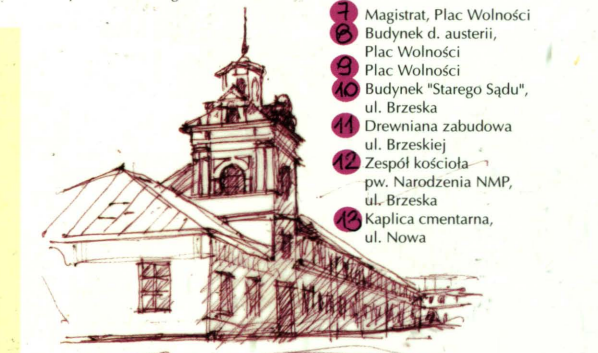 7 Magistrat, Plac Wolności
8 Budynek d. austerii,
Plac Wolności
9 Plac Wolności
10 Budynek "Starego Sądu",
ul. Brzeska
11 Drewniana zabudowa
ul. Brzeskiej
12 Zespół kościoła
pw. Narodzenia NMP,
ul. Brzeska
13 Kaplica cmentarna,
ul. Nowa